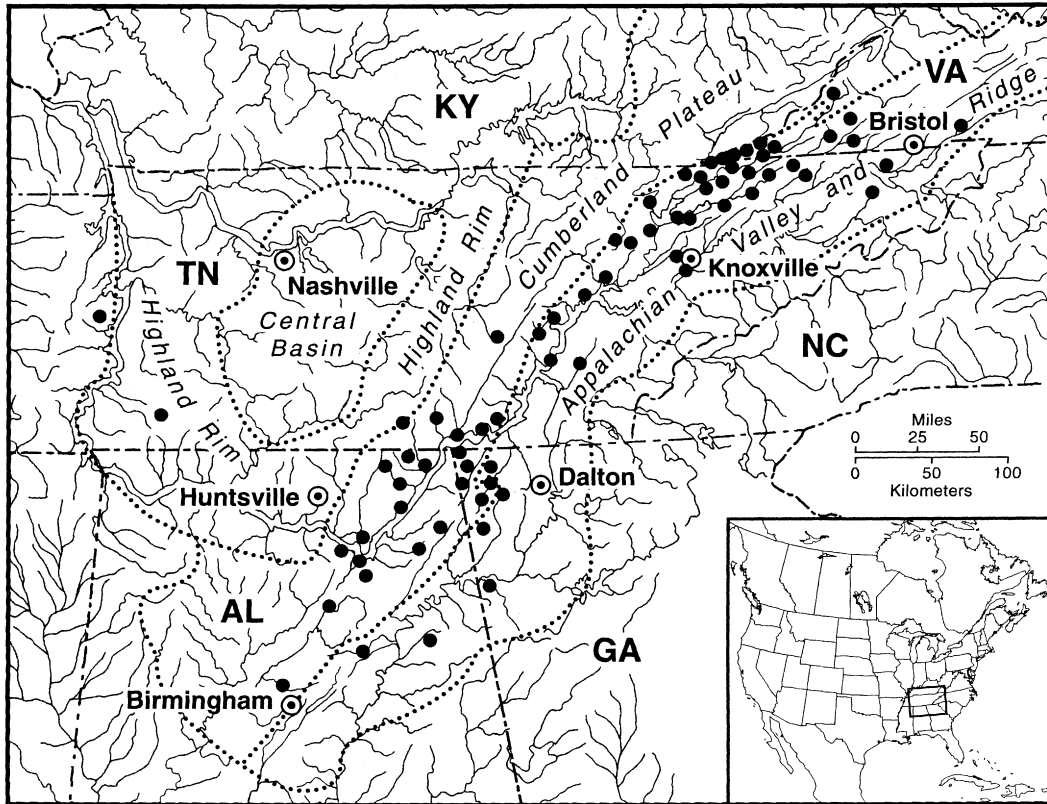 KY
VA
Bristol
Plateau
Ridge
and
Valley
Appalachian
Cumberland
Highland Rim
TN
Nashville
Central
Basin
Highland Rim
Knoxville
NC
Miles
0 25 50
0 50 100
Kilometers
Huntsville
Dalton
AL
GA
Birmingham